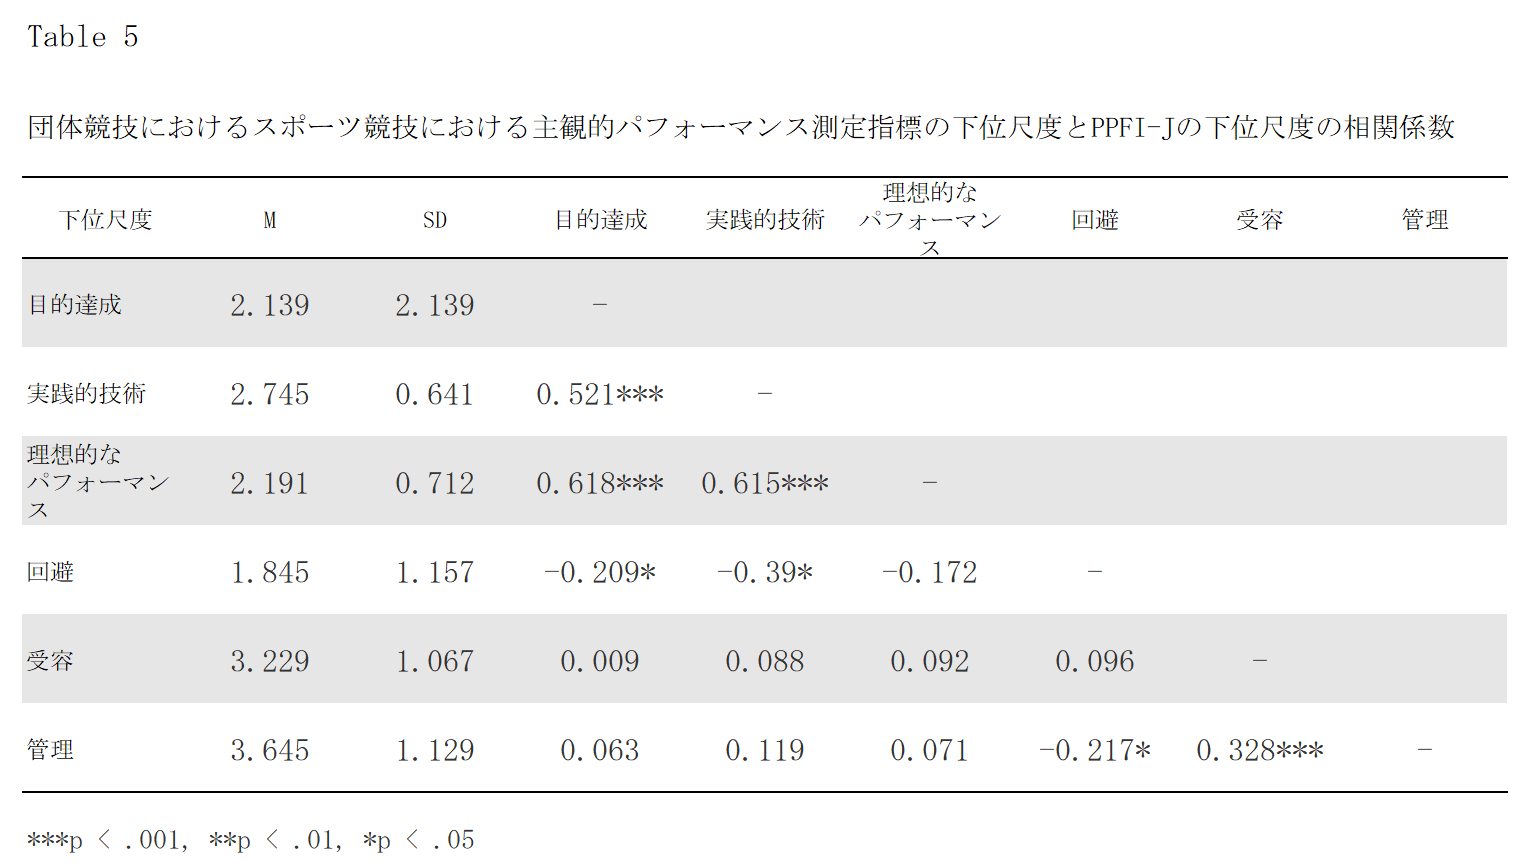 Table 5
団体競技におけるスポーツ競技における主観的パフォーマンス測定指標の下位尺度とPPFI-Jの下位尺度の相関係数
下位尺度 M SD 目的達成 実践的技術 理想的な パフォーマンス 回避 受容 管理
目的達成 2.139 2.139 -
実践的技術 2.745 0.641 0.521*** -
理想的な
パフォーマン
ス 2.191 0.712 0.618*** 0.615*** -
回避 1.845 1.157 -0.209* -0.39* -0.172 -
受容 3.229 1.067 0.009 0.088 0.092 0.096 -
管理 3.645 1.129 0.063 0.119 0.071 -0.217* 0.328*** -
***p < .001, **p < .01, *p < .05